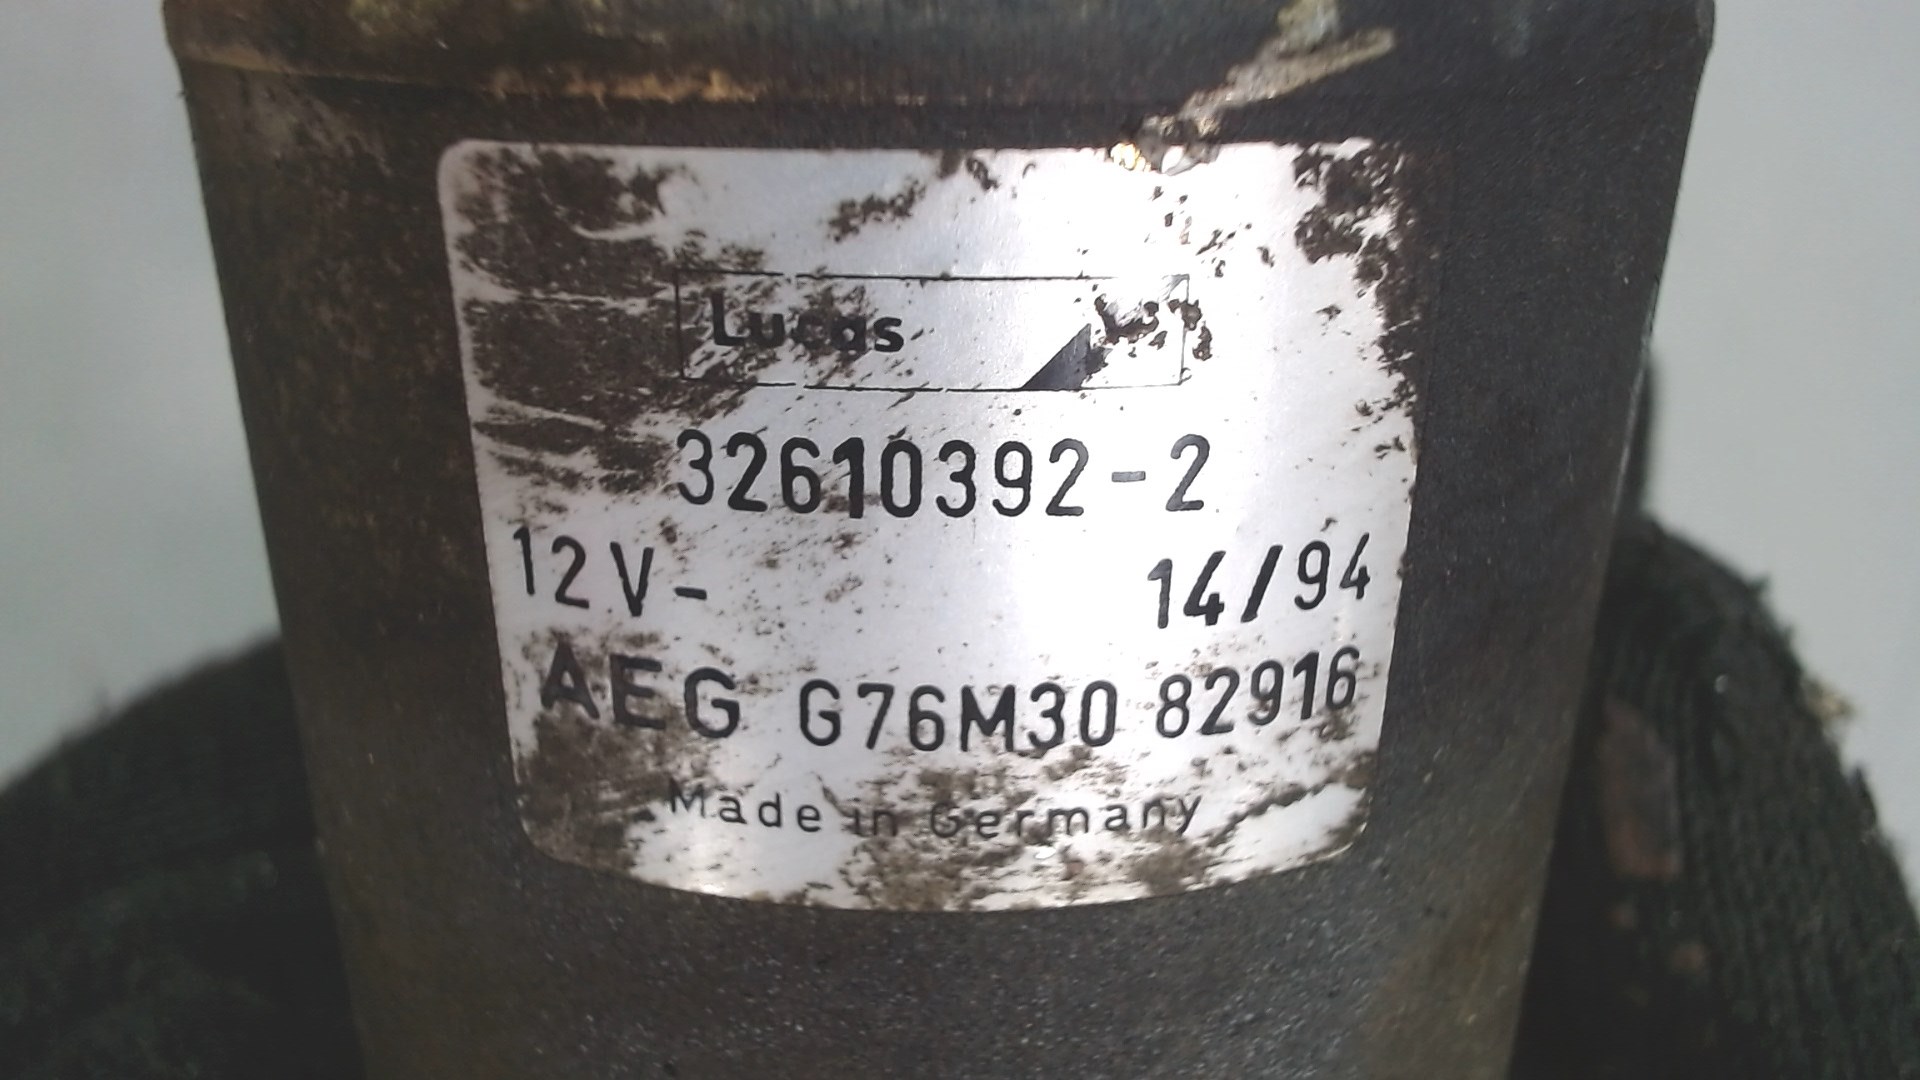 Lucas
32610392-2
12V- 14/94
AEG G76M30 82916
Made in Germany